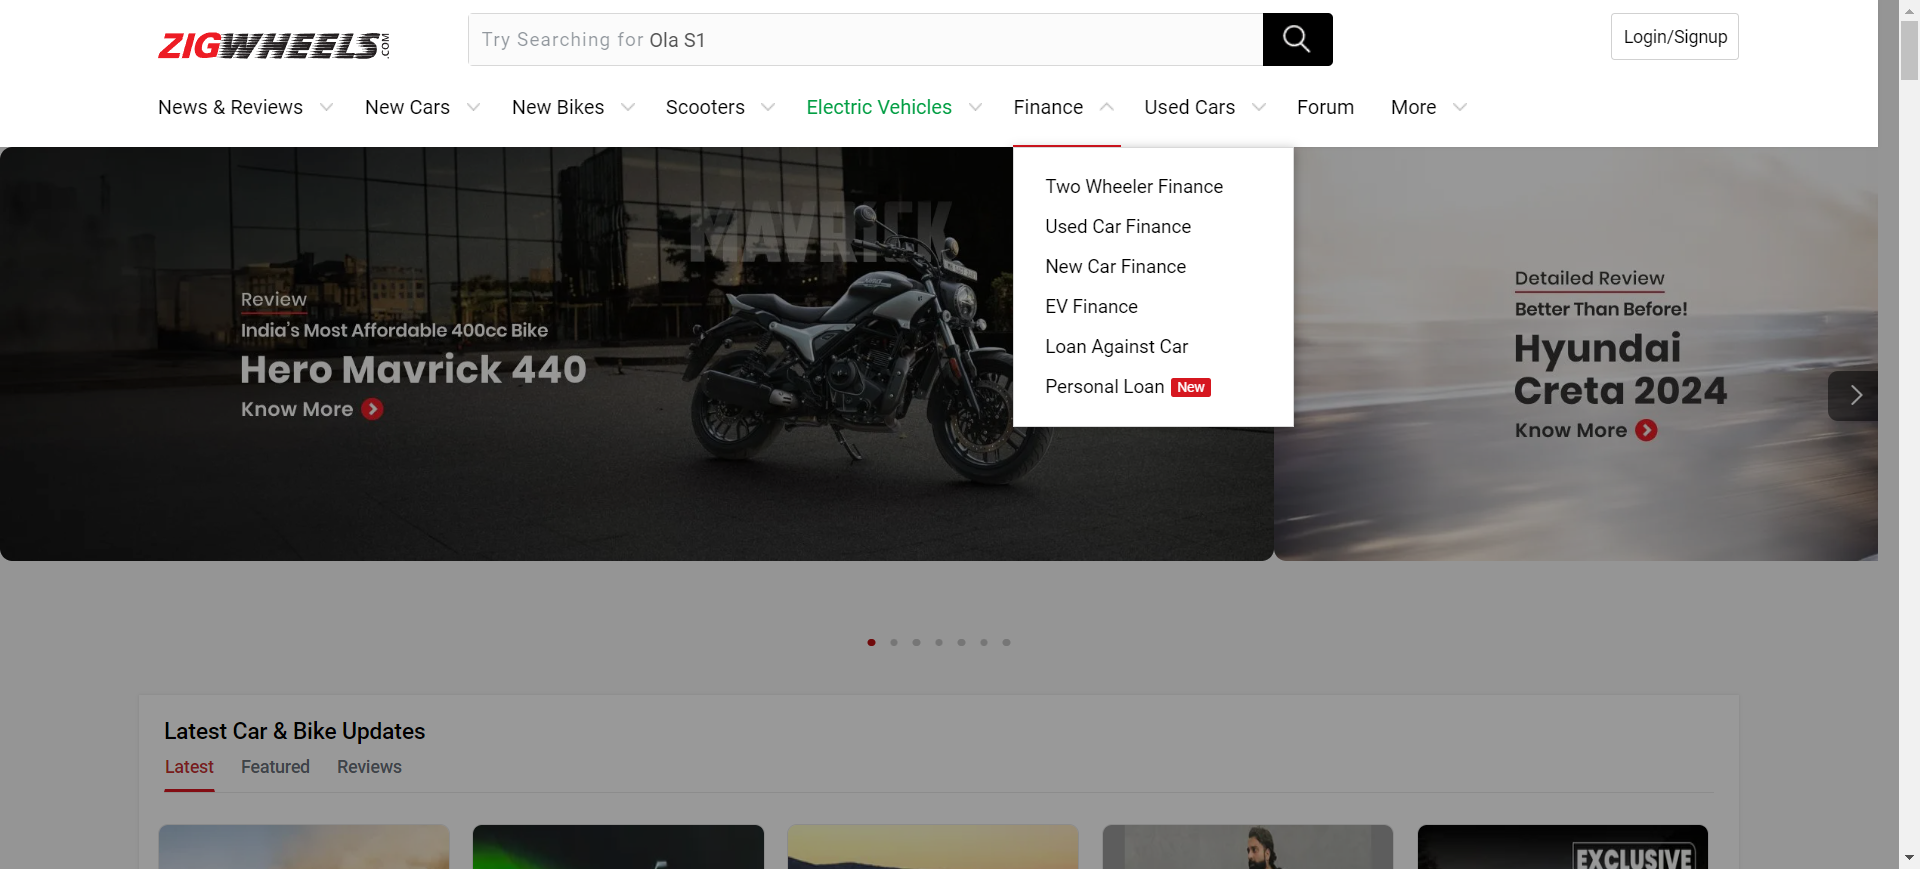 ZIGWHEELS.COM
Try Searching for Ola S1
Login/Signup
News & Reviews
New Cars
New Bikes
Scooters
Electric Vehicles
Finance
Used Cars
Forum
More
Two Wheeler Finance
Used Car Finance
New Car Finance
EV Finance
Loan Against Car
Personal Loan New
MAVRICK
Review
India's Most Affordable 400cc Bike
Hero Mavrick 440
Know More
Detailed Review
Better Than Before!
Hyundai
Creta 2024
Know More
Latest Car & Bike Updates
Latest
Featured
Reviews
EXCLUSIVE